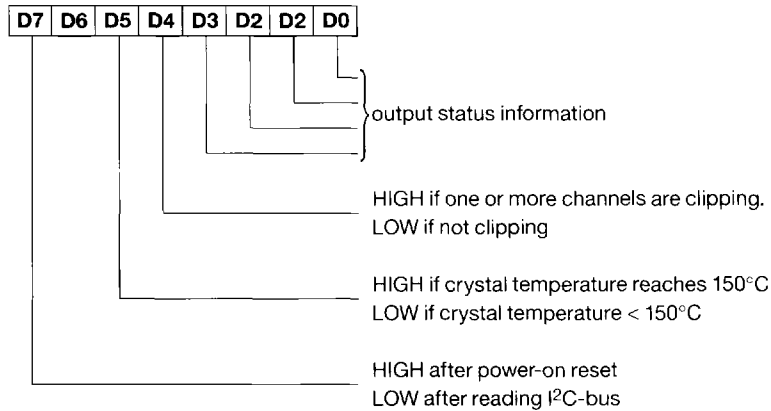 D7 D6 D5 D4 D3 D2 D2 D0
output status information
HIGH if one or more channels are clipping.
LOW if not clipping
HIGH if crystal temperature reaches 150°C
LOW if crystal temperature < 150°C
HIGH after power-on reset
LOW after reading I²C-bus